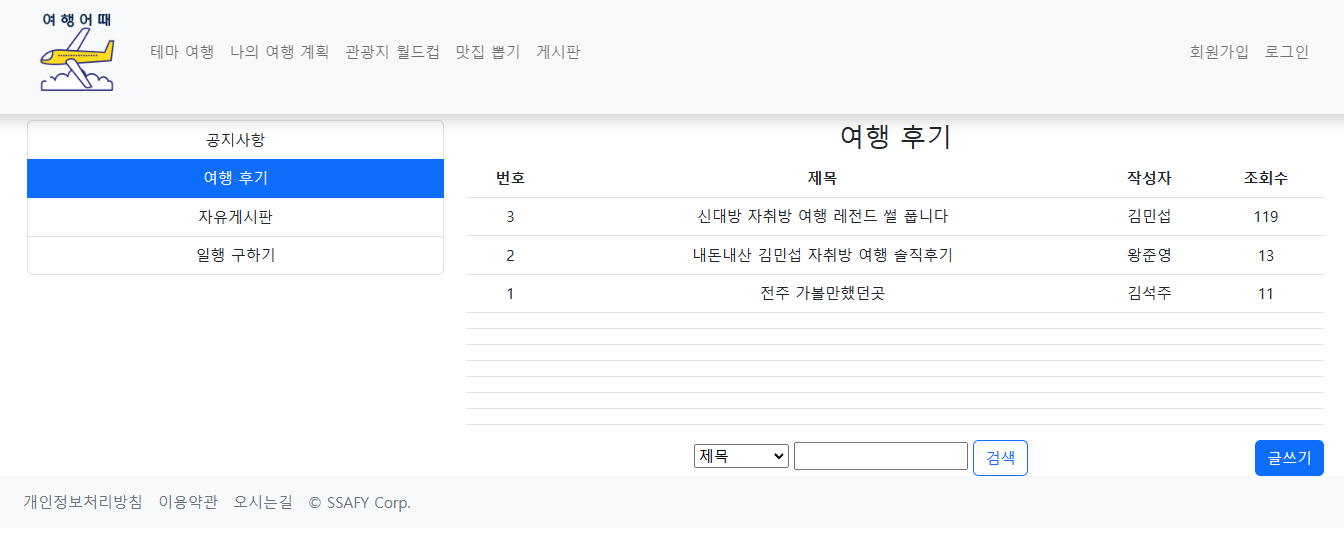 여행어때
테마 여행 나의 여행 계획 관광지 월드컵 맛집 뽑기 게시판 회원가입 로그인
공지사항
여행 후기
자유게시판
일행 구하기
여행 후기
번호 제목 작성자 조회수
3 신대방 자취방 여행 레전드 썰 풉니다 김민섭 119
2 내돈내산 김민섭 자취방 여행 솔직후기 왕준영 13
1 전주 가볼만했던곳 김석주 11
제목 검색 글쓰기
개인정보처리방침 이용약관 오시는길 © SSAFY Corp.